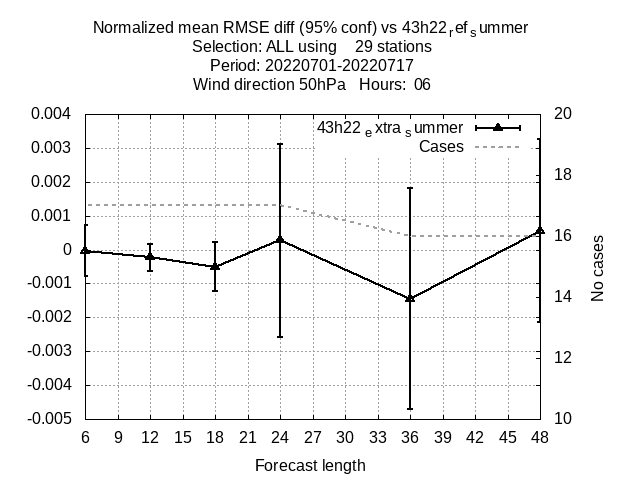 Normalized mean RMSE diff (95% conf) vs 43h22refsummer
Selection: ALL using 29 stations
Period: 20220701-20220717
Wind direction 50hPa Hours: 06
43h22extrasummer
Cases
0.004
0.003
0.002
0.001
0
-0.001
-0.002
-0.003
-0.004
-0.005
20
18
16
14
12
10
No cases
6 9 12 15 18 21 24 27 30 33 36 39 42 45 48
Forecast length